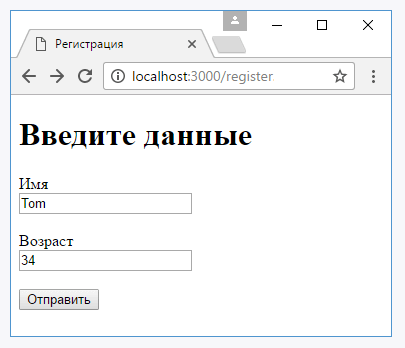 Регистрация
localhost:3000/register
Введите данные
Имя
Tom
Возраст
34
Отправить